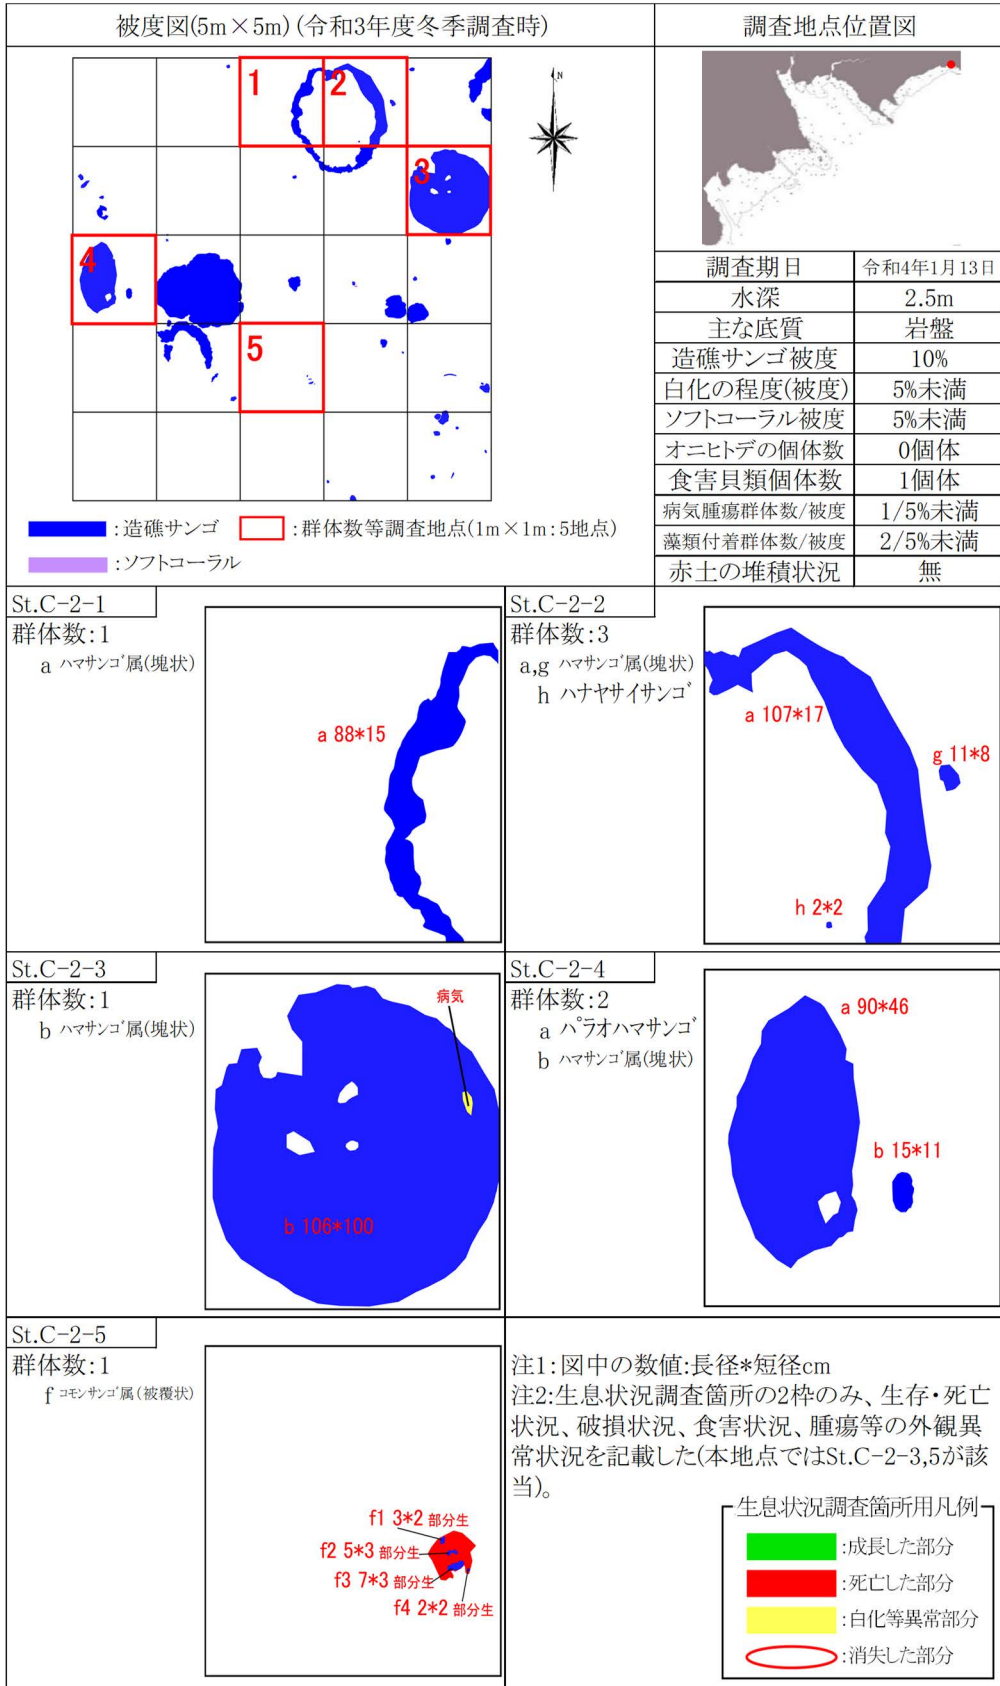 被度図(5m×5m) (令和3年度冬季調査時)
調査地点位置図
1
2
3
4
5
N
:造礁サンゴ
:群体数等調査地点(1m×1m:5地点)
:ソフトコーラル
調査期日 令和4年1月13日
水深 2.5m
主な底質 岩盤
造礁サンゴ被度 10%
白化の程度(被度) 5%未満
ソフトコーラル被度 5%未満
オニヒトデの個体数 0個体
食害貝類個体数 1個体
病気腫瘍群体数/被度 1/5%未満
藻類付着群体数/被度 2/5%未満
赤土の堆積状況 無
St.C-2-1
群体数:1
a ハマサンゴ属(塊状)
a 88*15
St.C-2-2
群体数:3
a,g ハマサンゴ属(塊状)
h ハナヤサイサンゴ
a 107*17
g 11*8
h 2*2
St.C-2-3
群体数:1
b ハマサンゴ属(塊状)
病気
b 106*100
St.C-2-4
群体数:2
a パラオハマサンゴ
b ハマサンゴ属(塊状)
a 90*46
b 15*11
St.C-2-5
群体数:1
f コモンサンゴ属(被覆状)
f1 3*2 部分生
f2 5*3 部分生
f3 7*3 部分生
f4 2*2 部分生
注1:図中の数値:長径*短径cm
注2:生息状況調査箇所の2枠のみ、生存・死亡
状況、破損状況、食害状況、腫瘍等の外観異
常状況を記載した(本地点ではSt.C-2-3,5が該
当)。
生息状況調査箇所用凡例
:成長した部分
:死亡した部分
:白化等異常部分
:消失した部分